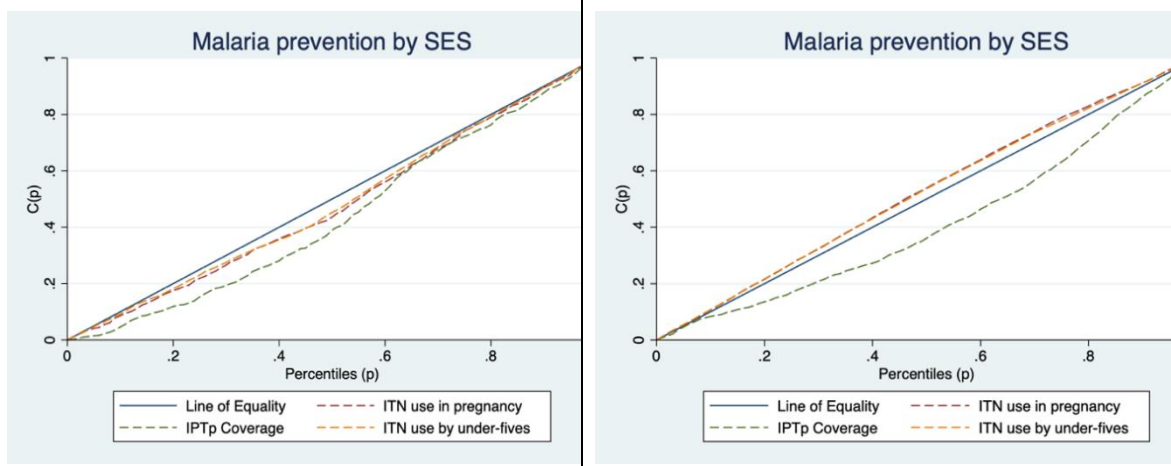 Malaria prevention by SES
C(p)
1
.8
.6
.4
.2
0
0 .2 .4 .6 .8
Percentiles (p)
Line of Equality ITN use in pregnancy
IPTp Coverage ITN use by under-fives
Malaria prevention by SES
C(p)
1
.8
.6
.4
.2
0
0 .2 .4 .6 .8
Percentiles (p)
Line of Equality ITN use in pregnancy
IPTp Coverage ITN use by under-fives